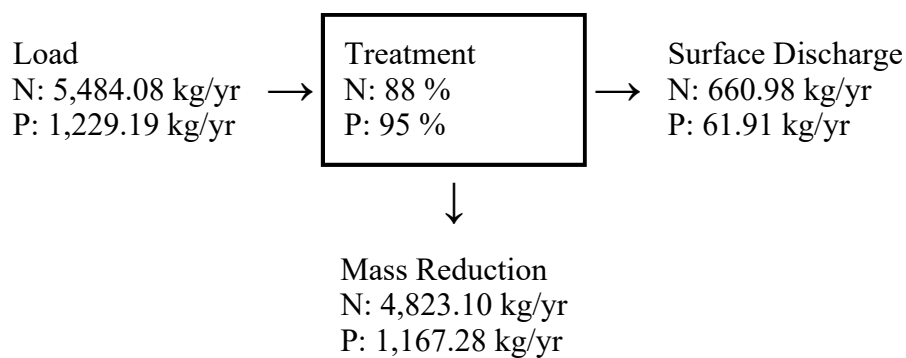 Load
N: 5,484.08 kg/yr
P: 1,229.19 kg/yr
Treatment
N: 88 %
P: 95 %
Surface Discharge
N: 660.98 kg/yr
P: 61.91 kg/yr
Mass Reduction
N: 4,823.10 kg/yr
P: 1,167.28 kg/yr